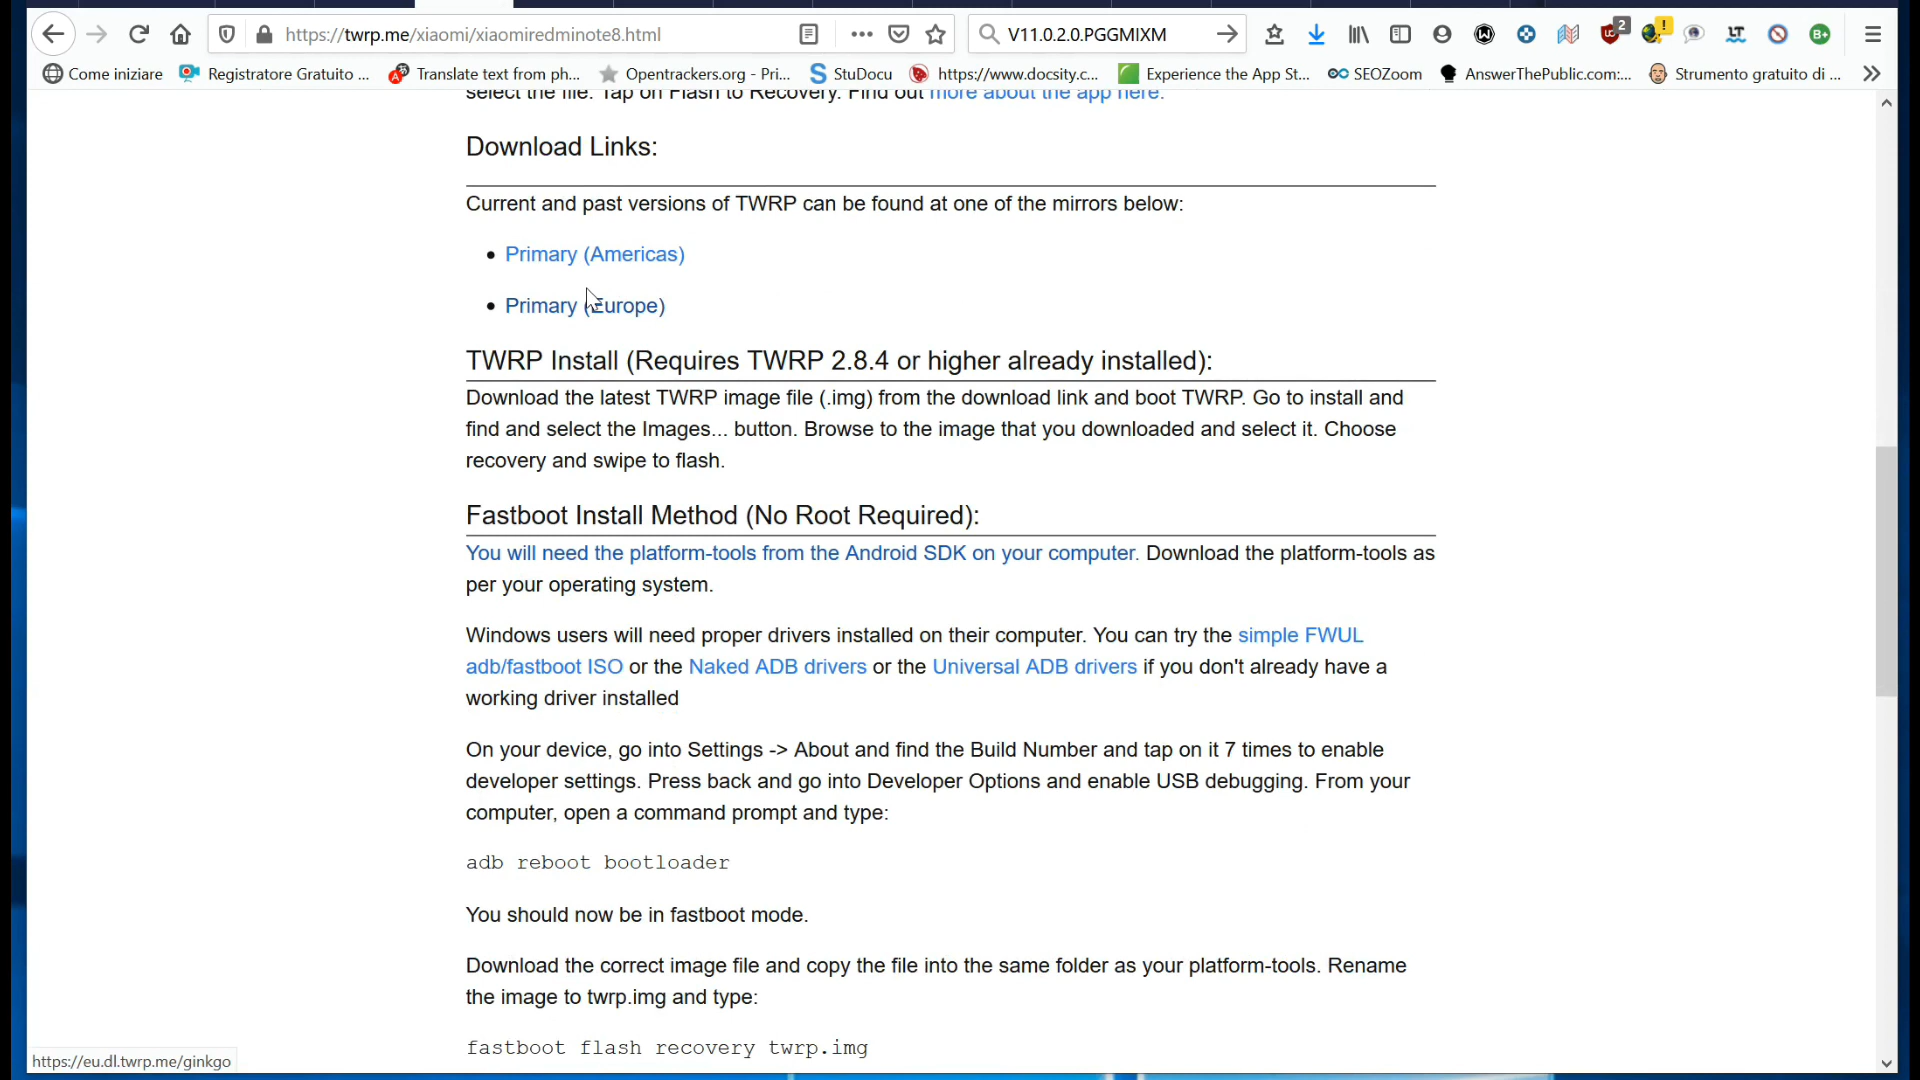 https://twrp.me/xiaomi/xiaomiredminote8.html
V11.0.2.0.PGGMIXM
2
Come iniziare
Registratore Gratuito ...
Translate text from ph...
Opentrackers.org - Pri...
StuDocu
https://www.docsity.c...
Experience the App St...
SEOZoom
AnswerThePublic.com:...
Strumento gratuito di ...
select the file. Tap on Flash to Recovery. Find out more about the app here.
Download Links:
Current and past versions of TWRP can be found at one of the mirrors below:
Primary (Americas)
Primary (Europe)
TWRP Install (Requires TWRP 2.8.4 or higher already installed):
Download the latest TWRP image file (.img) from the download link and boot TWRP. Go to install and
find and select the Images... button. Browse to the image that you downloaded and select it. Choose
recovery and swipe to flash.
Fastboot Install Method (No Root Required):
You will need the platform-tools from the Android SDK on your computer. Download the platform-tools as
per your operating system.
Windows users will need proper drivers installed on their computer. You can try the simple FWUL
adb/fastboot ISO or the Naked ADB drivers or the Universal ADB drivers if you don't already have a
working driver installed
On your device, go into Settings -> About and find the Build Number and tap on it 7 times to enable
developer settings. Press back and go into Developer Options and enable USB debugging. From your
computer, open a command prompt and type:
adb reboot bootloader
You should now be in fastboot mode.
Download the correct image file and copy the file into the same folder as your platform-tools. Rename
the image to twrp.img and type:
fastboot flash recovery twrp.img
https://eu.dl.twrp.me/ginkgo